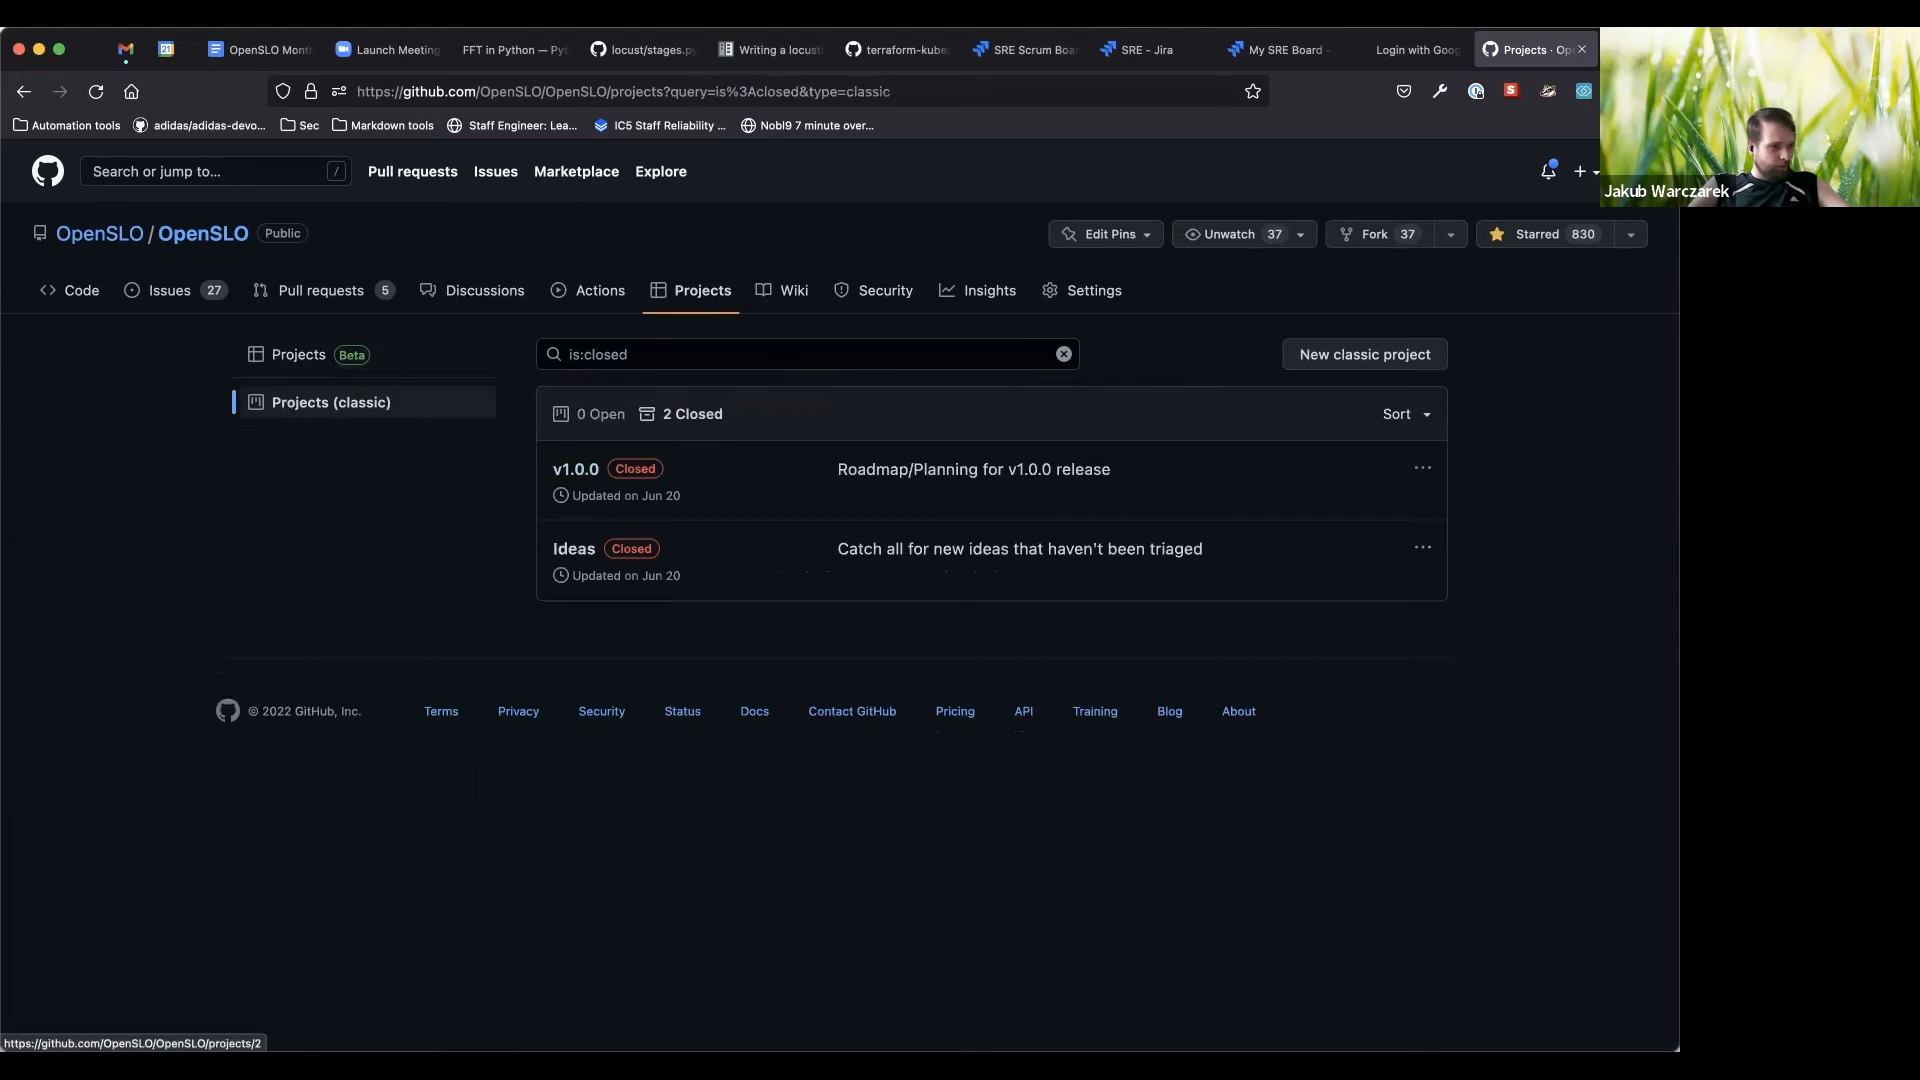 21
OpenSLO Mont
Launch Meeting
FFT in Python — Pyt
locust/stages.p
Writing a locust
terraform-kube
SRE Scrum Boa
SRE - Jira
My SRE Board -
Login with Goog
Projects · Op
https://github.com/OpenSLO/OpenSLO/projects?query=is%3Aclosed&type=classic
S
Automation tools
adidas/adidas-devo...
Sec
Markdown tools
Staff Engineer: Lea...
IC5 Staff Reliability ...
Nobl9 7 minute over...
Search or jump to...
/
Pull requests
Issues
Marketplace
Explore
Jakub Warczarek
OpenSLO / OpenSLO
Public
Edit Pins
Unwatch 37
Fork 37
Starred 830
Code
Issues 27
Pull requests 5
Discussions
Actions
Projects
Wiki
Security
Insights
Settings
Projects Beta
Projects (classic)
is:closed
New classic project
0 Open
2 Closed
Sort
v1.0.0 Closed
Roadmap/Planning for v1.0.0 release
Updated on Jun 20
Ideas Closed
Catch all for new ideas that haven't been triaged
Updated on Jun 20
© 2022 GitHub, Inc.
Terms
Privacy
Security
Status
Docs
Contact GitHub
Pricing
API
Training
Blog
About
https://github.com/OpenSLO/OpenSLO/projects/2